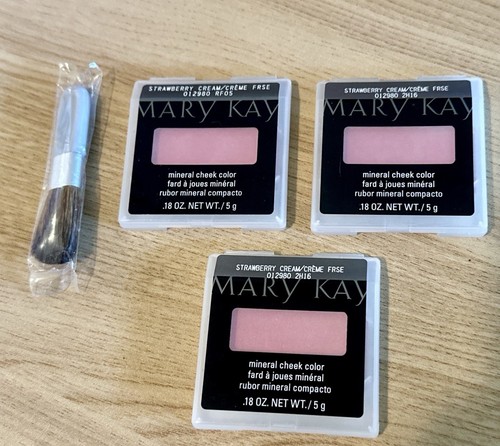 STRAWBERRY CREAM/CRÈME FRSE
012980 RF05
MARY KAY
mineral cheek color
fard à joues minéral
rubor mineral compacto
.18 OZ. NET WT./ 5 g
STRAWBERRY CREAM/CRÈME FRSE
012980 2H16
MARY KAY
mineral cheek color
fard à joues minéral
rubor mineral compacto
.18 OZ. NET WT./ 5 g
STRAWBERRY CREAM/CRÈME FRSE
012980 2H16
MARY KAY
mineral cheek color
fard à joues minéral
rubor mineral compacto
.18 OZ. NET WT./ 5 g